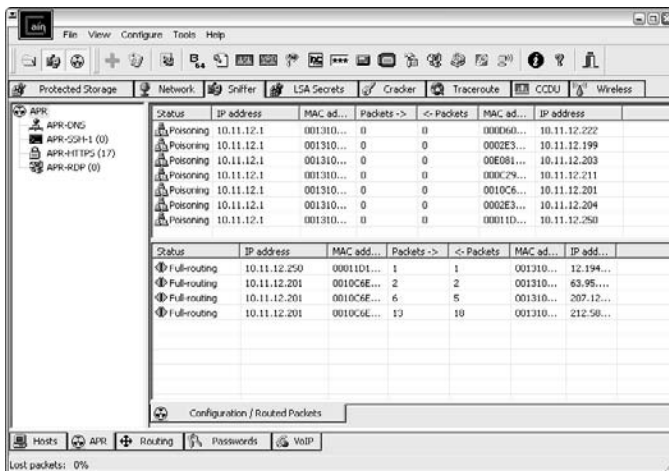 ain
File View Configure Tools Help
B64
Protected Storage Network Sniffer LSA Secrets Cracker Traceroute CCDU Wireless
APR
APR-DNS
APR-SSH-1 (0)
APR-HTTPS (17)
APR-RDP (0)
Status IP address MAC ad... Packets -> <- Packets MAC ad... IP address
Poisoning 10.11.12.1 001310... 0 0 000D60... 10.11.12.222
Poisoning 10.11.12.1 001310... 0 0 0002E3... 10.11.12.199
Poisoning 10.11.12.1 001310... 0 0 00E081... 10.11.12.203
Poisoning 10.11.12.1 001310... 0 0 000C29... 10.11.12.211
Poisoning 10.11.12.1 001310... 0 0 0010C6... 10.11.12.201
Poisoning 10.11.12.1 001310... 0 0 0002E3... 10.11.12.204
Poisoning 10.11.12.1 001310... 0 0 00011D... 10.11.12.250
Status IP address MAC add... Packets -> <- Packets MAC ad... IP add...
Full-routing 10.11.12.250 00011D1... 1 1 001310... 12.194...
Full-routing 10.11.12.201 0010C6E... 2 2 001310... 63.95....
Full-routing 10.11.12.201 0010C6E... 6 5 001310... 207.12...
Full-routing 10.11.12.201 0010C6E... 13 18 001310... 212.58...
Configuration / Routed Packets
Hosts APR Routing Passwords VoIP
Lost packets: 0%